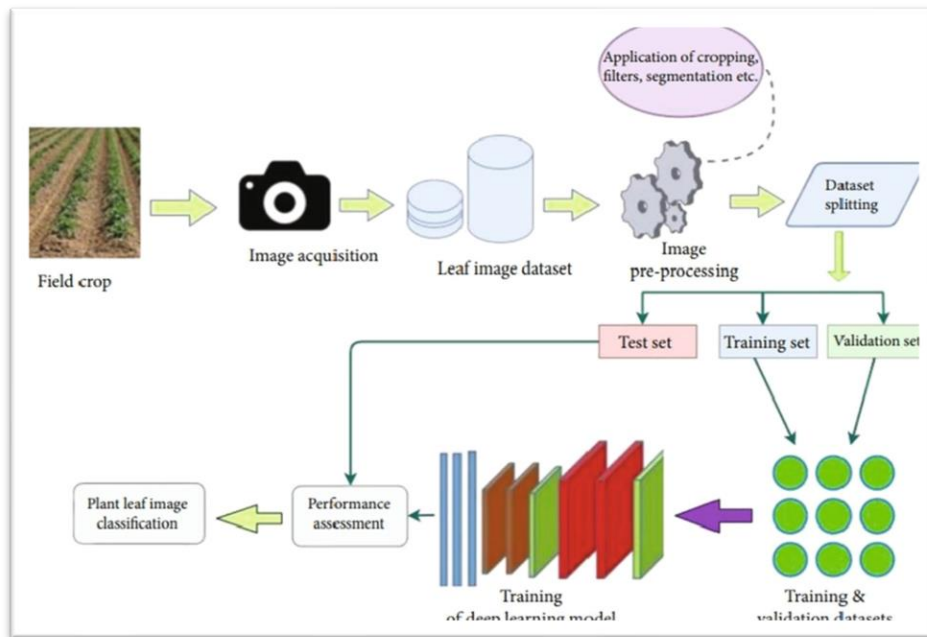 Application of cropping,
filters, segmentation etc.
Field crop
Image acquisition
Leaf image dataset
Image
pre-processing
Dataset
splitting
Test set
Training set
Validation set
Plant leaf image
classification
Performance
assessment
Training
of deep learning model
Training &
validation datasets